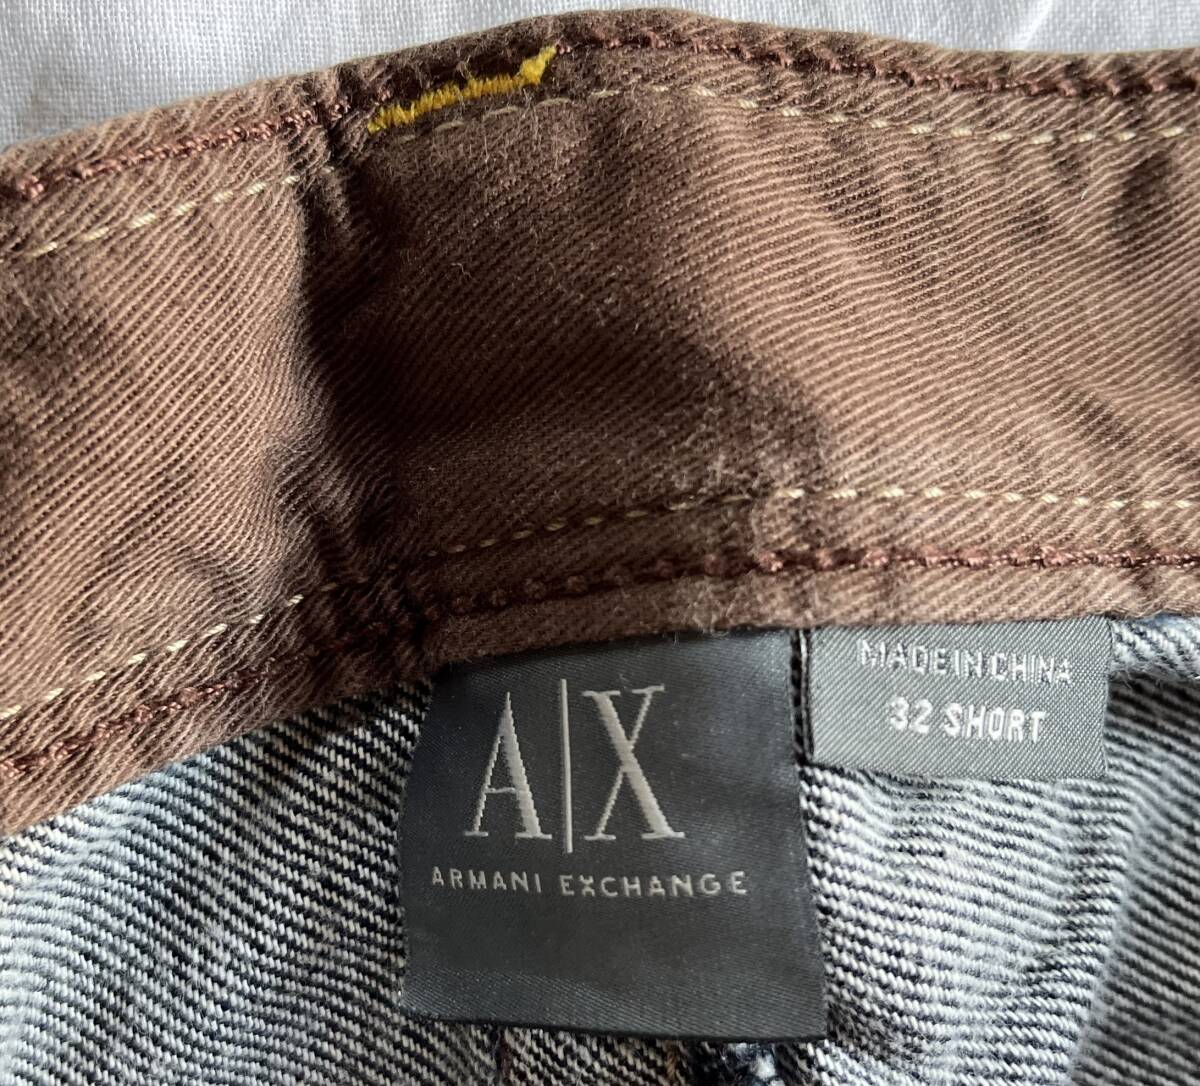 A|X
ARMANI EXCHANGE
MADE IN CHINA
32 SHORT